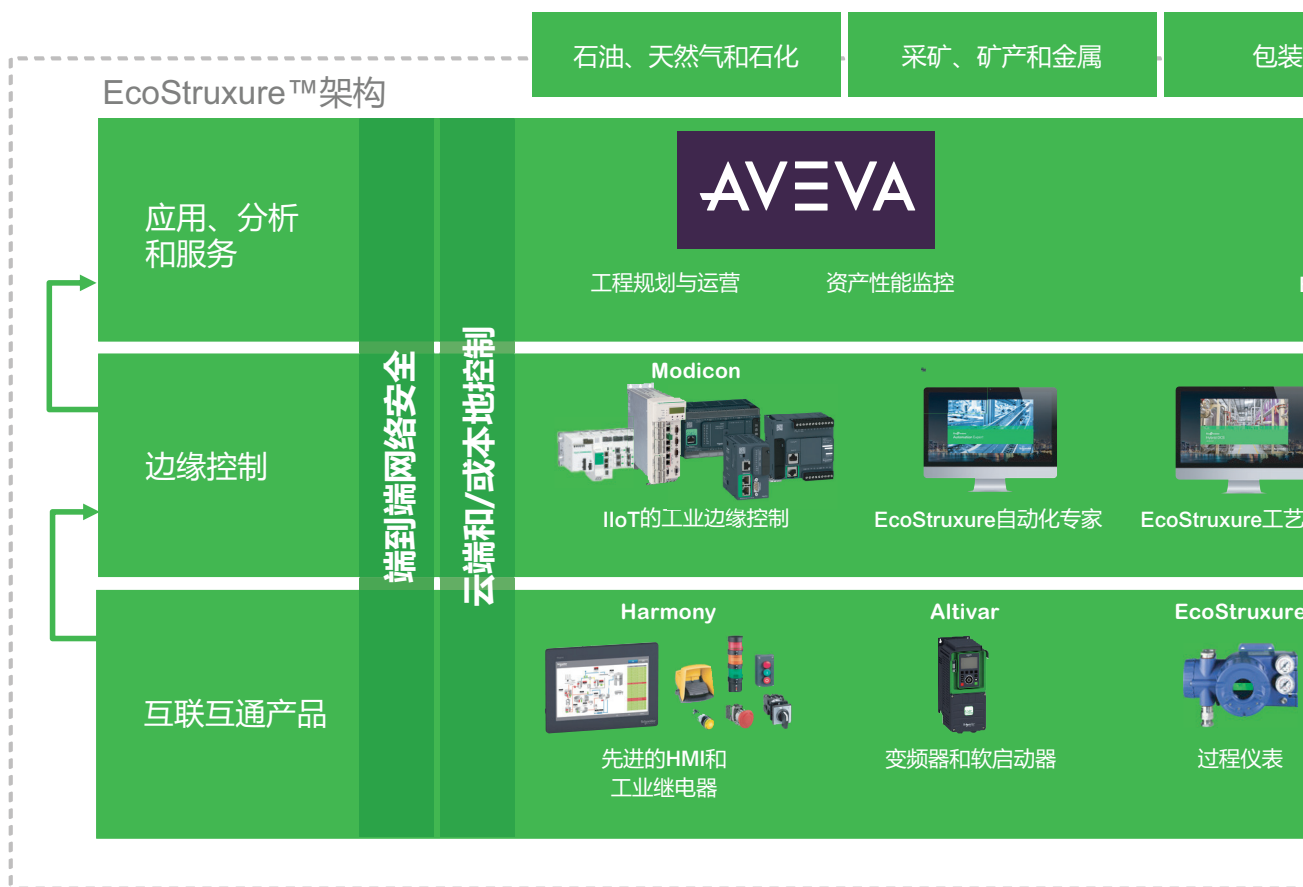 石油、天然气和石化
采矿、矿产和金属
包装
EcoStruxure™架构
AVEVA
应用、分析
和服务
工程规划与运营
资产性能监控
端到端网络安全
云端和/或本地控制
Modicon
边缘控制
IIoT的工业边缘控制
EcoStruxure自动化专家
EcoStruxure工艺
Harmony
Altivar
EcoStruxure
互联互通产品
先进的HMI和
工业继电器
变频器和软启动器
过程仪表